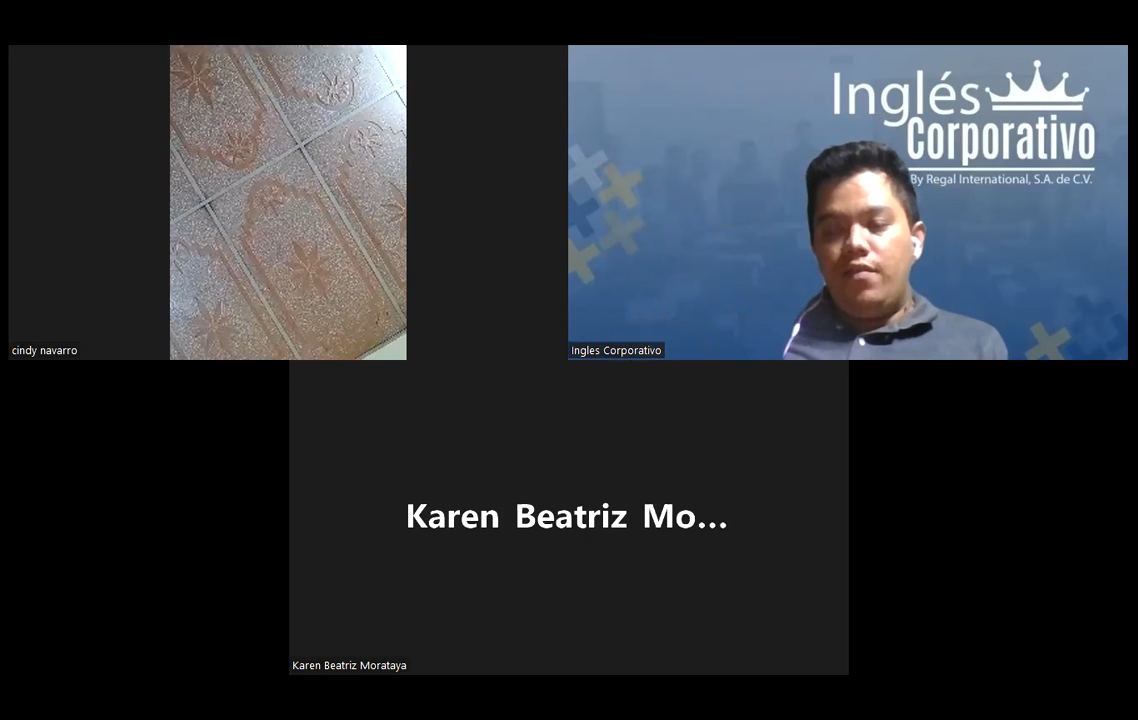 Inglés
Corporativo
By Regal International, S.A. de C.V.
cindy navarro
Ingles Corporativo
Karen Beatriz Mo...
Karen Beatriz Morataya